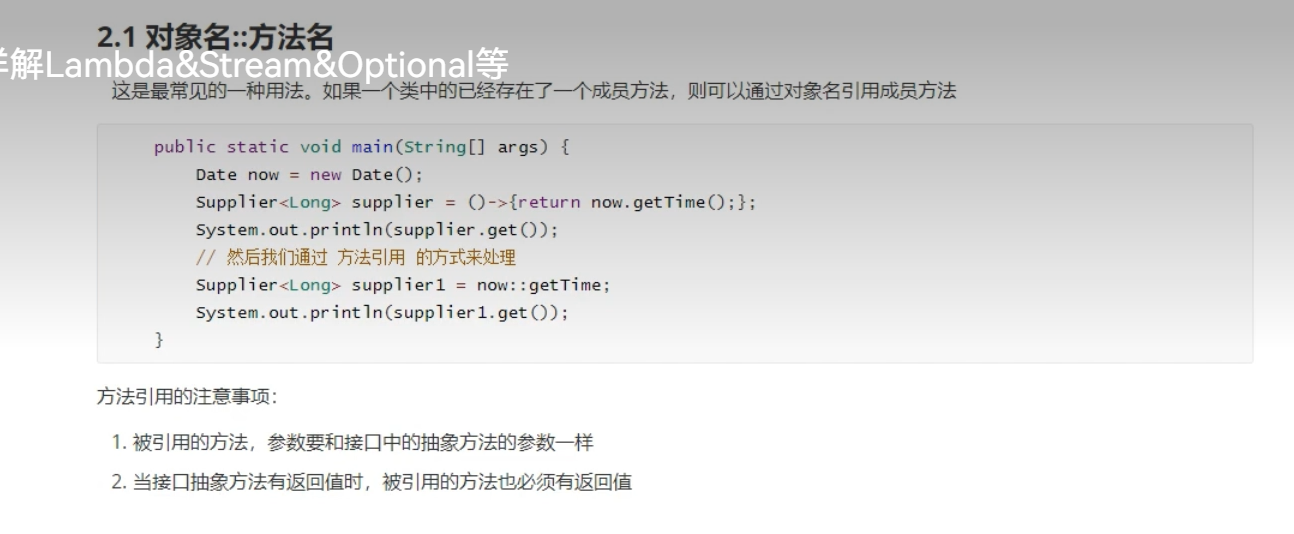 2.1 对象名::方法名
详解Lambda&Stream&Optional等
这是最常见的一种用法。如果一个类中的已经存在了一个成员方法，则可以通过对象名引用成员方法
public static void main(String[] args) {
    Date now = new Date();
    Supplier<Long> supplier = ()->{return now.getTime();};
    System.out.println(supplier.get());
    // 然后我们通过 方法引用 的方式来处理
    Supplier<Long> supplier1 = now::getTime;
    System.out.println(supplier1.get());
}
方法引用的注意事项：
1. 被引用的方法，参数要和接口中的抽象方法的参数一样
2. 当接口抽象方法有返回值时，被引用的方法也必须有返回值